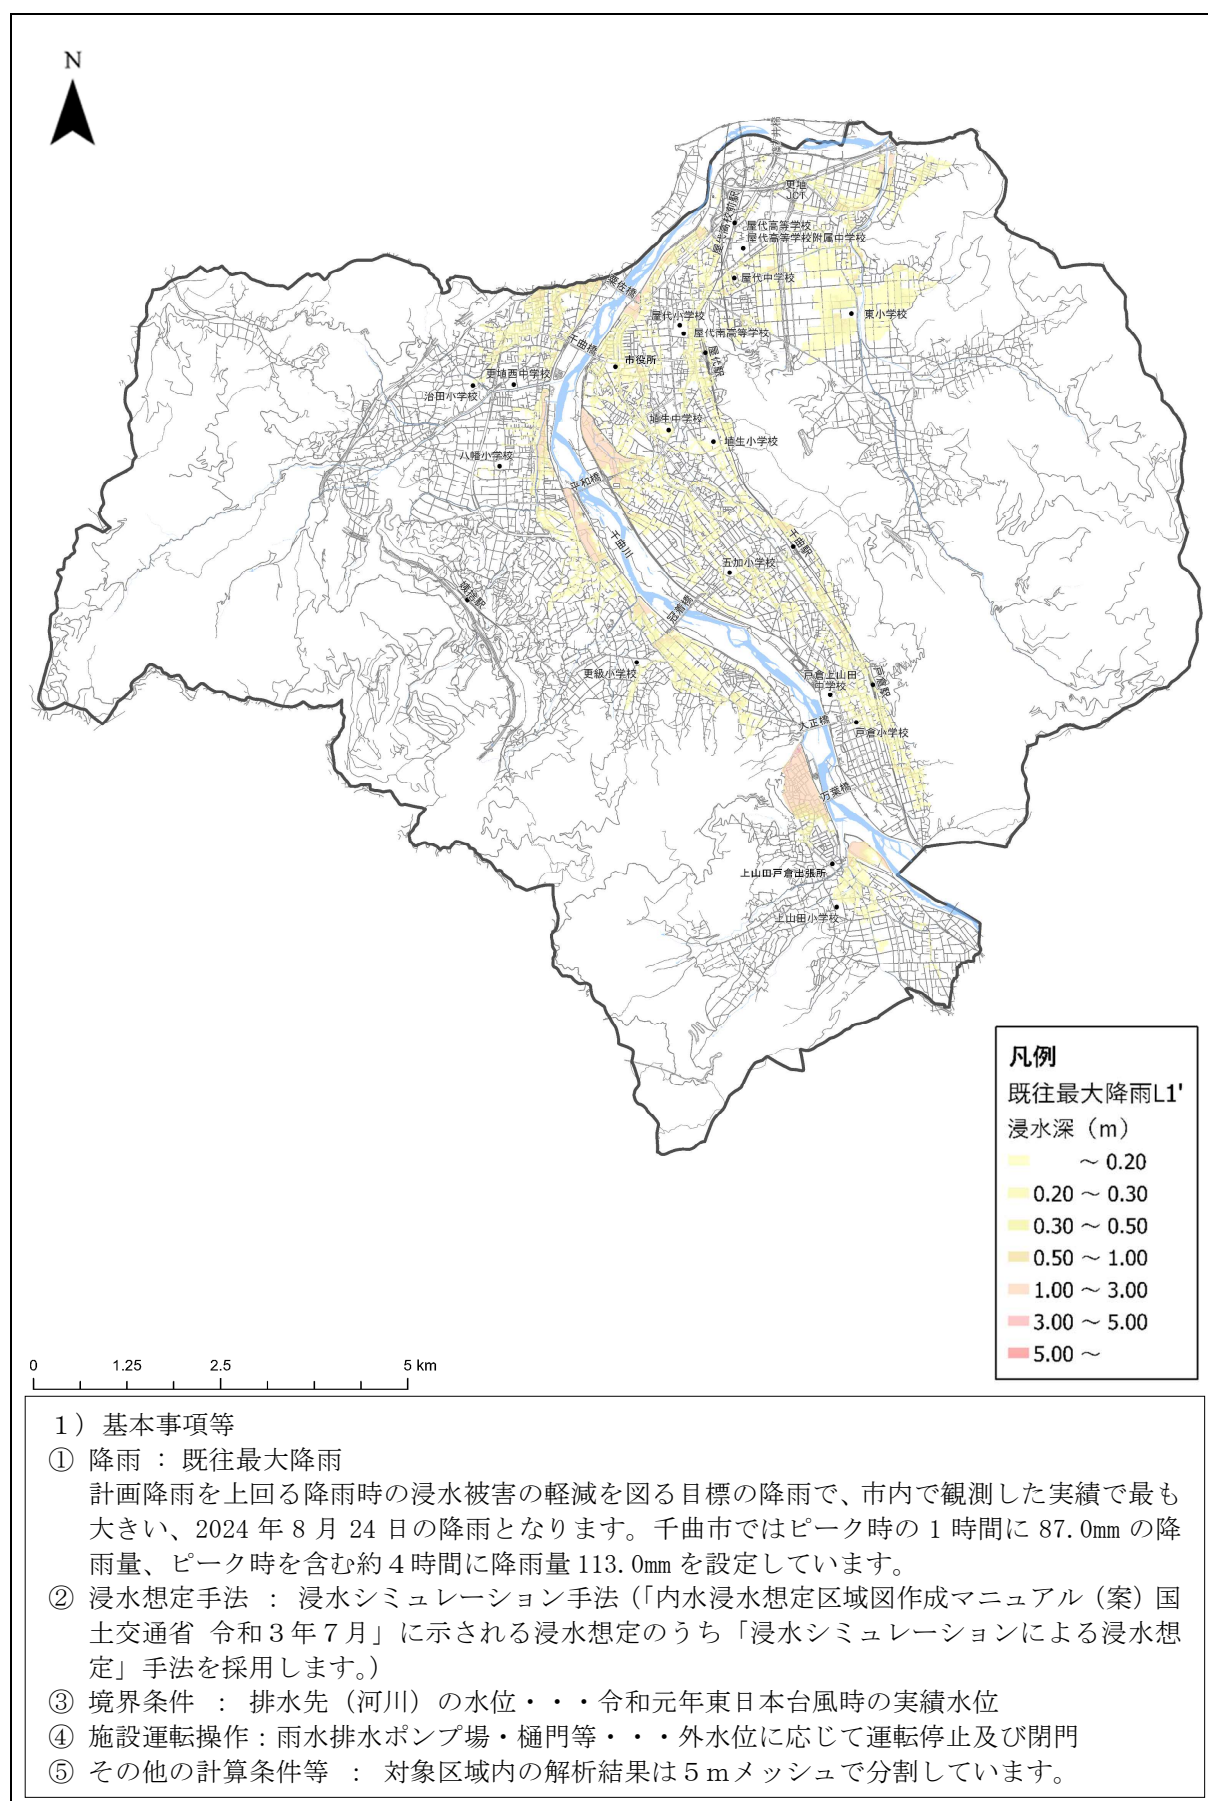 N
篠ノ井橋
更埴
JCT
屋代高校前駅
屋代高等学校
屋代高等学校附属中学校
屋代中学校
粟佐橋
東小学校
屋代小学校
屋代南高等学校
千曲橋
市役所
屋代駅
更埴西中学校
治田小学校
埴生中学校
埴生小学校
八幡小学校
平和橋
千曲川
千曲駅
五加小学校
姨捨駅
冠着橋
更級小学校
戸倉上山田
中学校
戸倉駅
大正橋
戸倉小学校
万葉橋
上山田戸倉出張所
上山田小学校
凡例
既往最大降雨L1'
浸水深（m）
～ 0.20
0.20 ～ 0.30
0.30 ～ 0.50
0.50 ～ 1.00
1.00 ～ 3.00
3.00 ～ 5.00
5.00 ～
0 1.25 2.5 5 km
１）基本事項等
① 降雨 ： 既往最大降雨
計画降雨を上回る降雨時の浸水被害の軽減を図る目標の降雨で、市内で観測した実績で最も
大きい、2024 年 8 月 24 日の降雨となります。千曲市ではピーク時の 1 時間に 87.0mm の降
雨量、ピーク時を含む約４時間に降雨量 113.0mm を設定しています。
② 浸水想定手法 ： 浸水シミュレーション手法（「内水浸水想定区域図作成マニュアル（案）国
土交通省 令和３年７月」に示される浸水想定のうち「浸水シミュレーションによる浸水想
定」手法を採用します。）
③ 境界条件 ： 排水先（河川）の水位・・・令和元年東日本台風時の実績水位
④ 施設運転操作：雨水排水ポンプ場・樋門等・・・外水位に応じて運転停止及び閉門
⑤ その他の計算条件等 ： 対象区域内の解析結果は５ｍメッシュで分割しています。